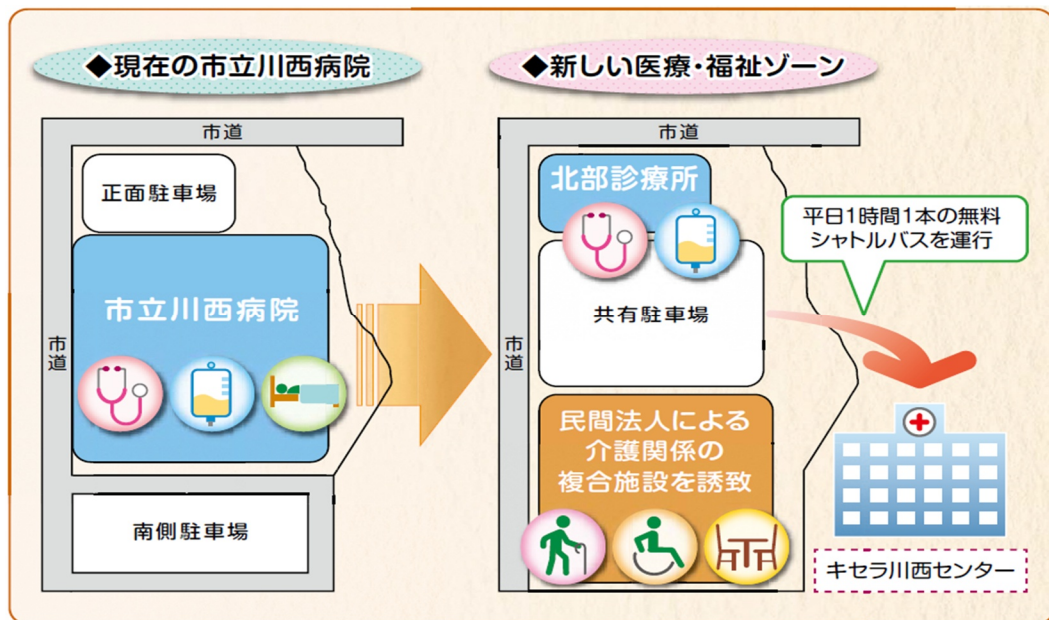 ◆現在の市立川西病院
市道
正面駐車場
市立川西病院
市道
南側駐車場
◆新しい医療・福祉ゾーン
市道
北部診療所
共有駐車場
市道
民間法人による
介護関係の
複合施設を誘致
平日1時間1本の無料
シャトルバスを運行
キセラ川西センター